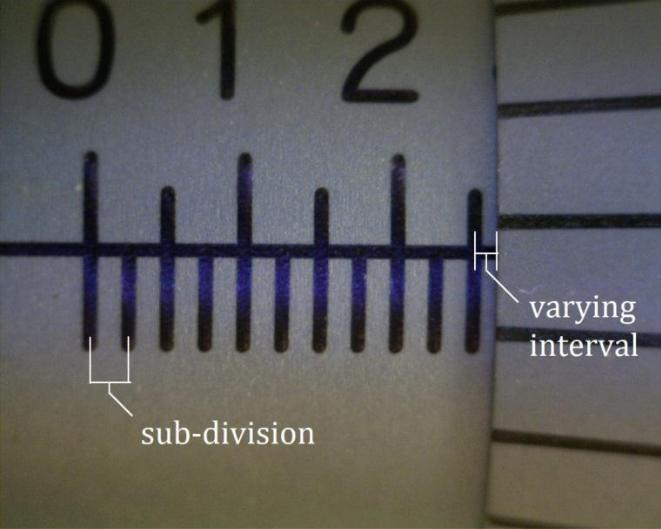 0 1 2
varying
interval
sub-division